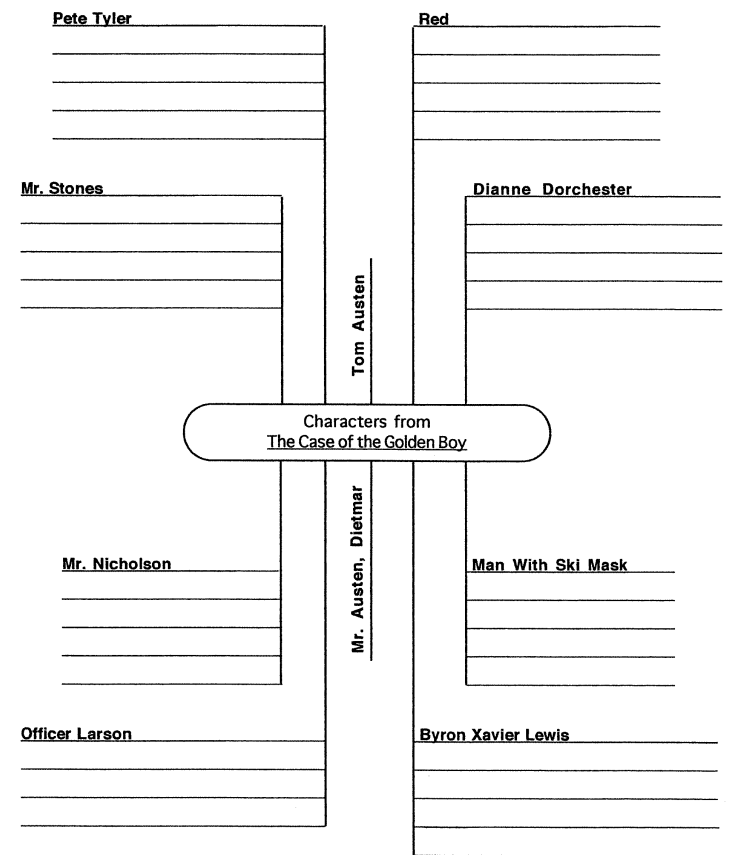 Pete Tyler
Red
Mr. Stones
Dianne Dorchester
Tom Austen
Characters from
The Case of the Golden Boy
Mr. Austen, Dietmar
Mr. Nicholson
Man With Ski Mask
Officer Larson
Byron Xavier Lewis